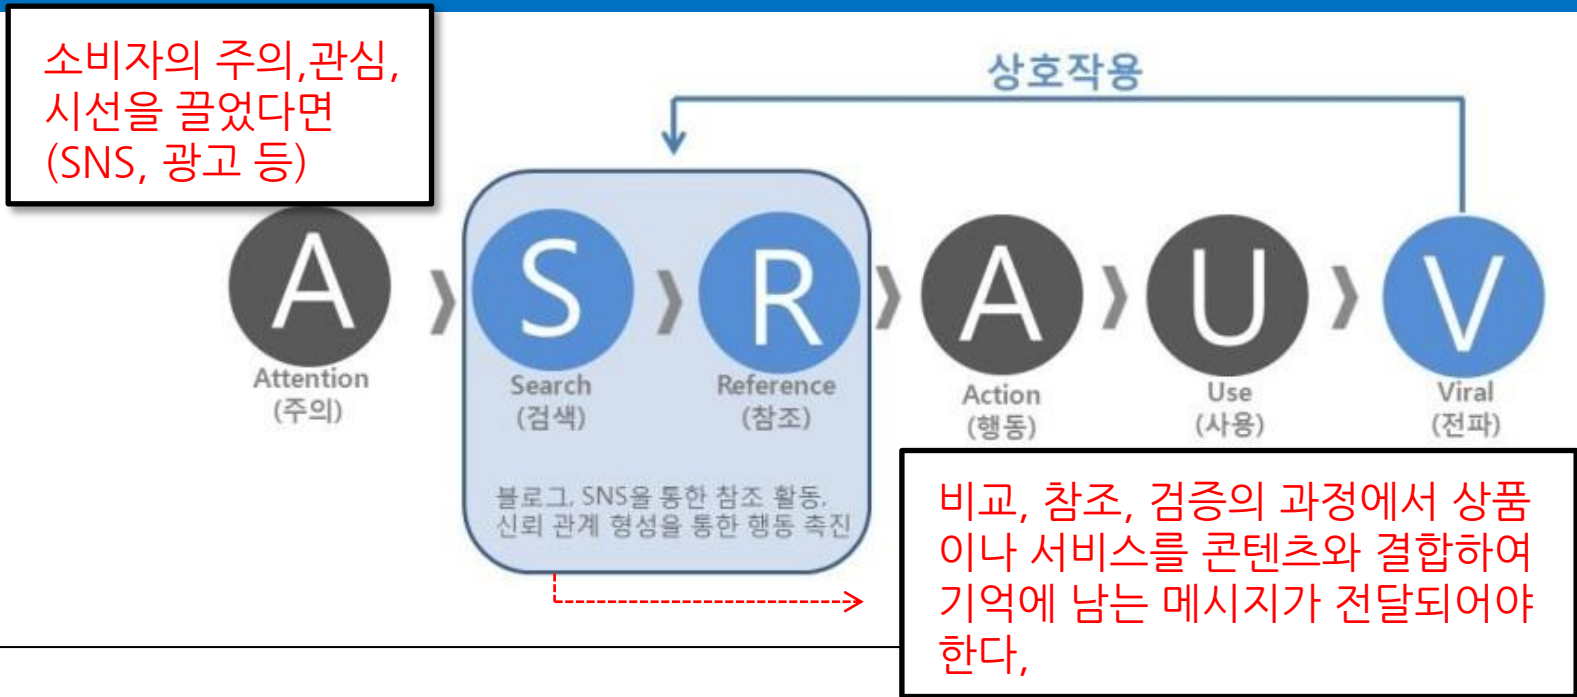 소비자의 주의,관심,
시선을 끌었다면
(SNS, 광고 등)
상호작용
A
S
R
A
U
V
Attention
(주의)
Search
(검색)
Reference
(참조)
Action
(행동)
Use
(사용)
Viral
(전파)
블로그, SNS을 통한 참조 활동,
신뢰 관계 형성을 통한 행동 촉진
비교, 참조, 검증의 과정에서 상품
이나 서비스를 콘텐츠와 결합하여
기억에 남는 메시지가 전달되어야
한다,